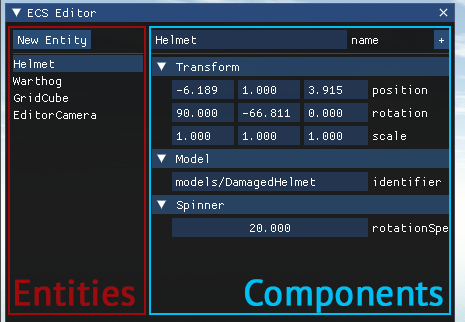 ECS Editor
New Entity
Helmet
Warthog
GridCube
EditorCamera
Entities
Helmet name +
Transform
-6.189 1.000 3.915 position
90.000 -66.811 0.000 rotation
1.000 1.000 1.000 scale
Model
models/DamagedHelmet identifier
Spinner
20.000 rotationSpe
Components